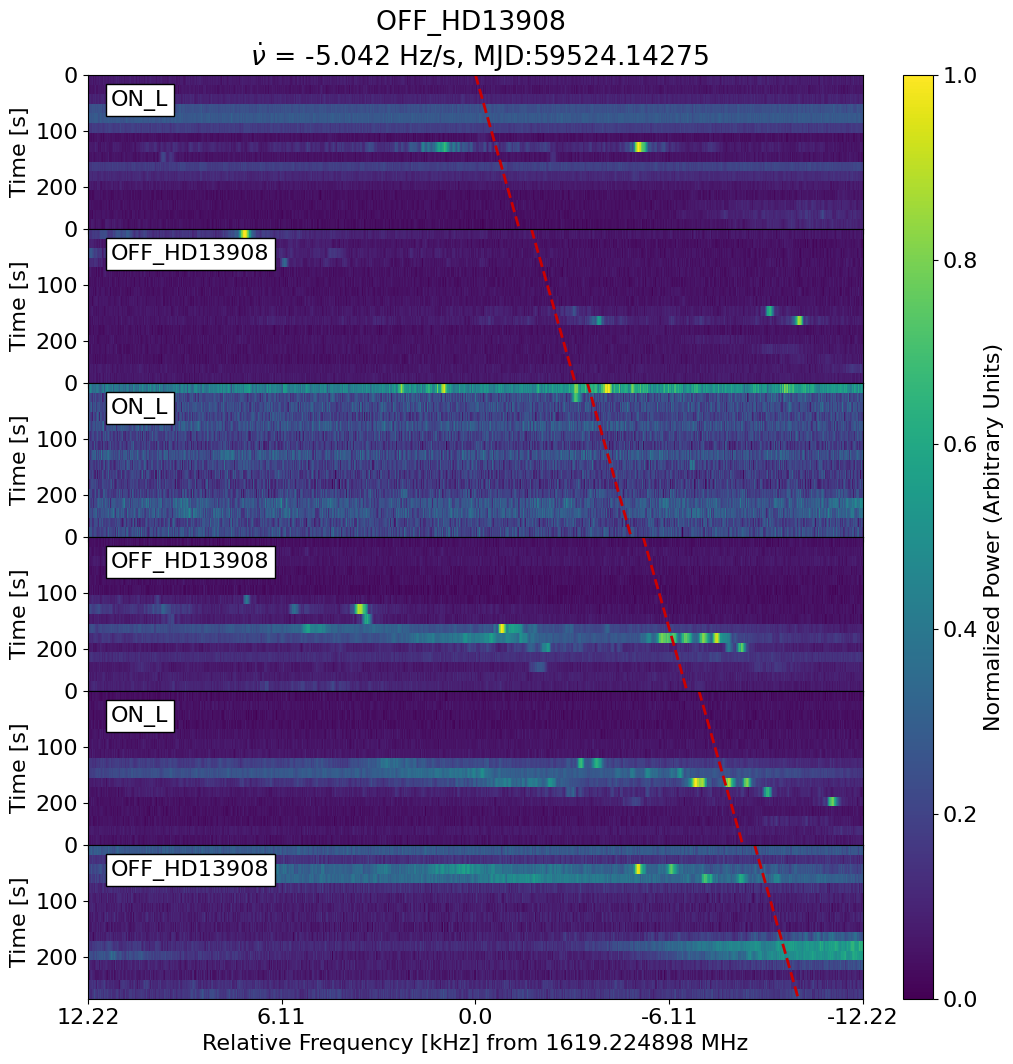 OFF_HD13908
ν̇ = -5.042 Hz/s, MJD:59524.14275
0
ON_L
100
200
Time [s]
0
OFF_HD13908
100
200
Time [s]
0
ON_L
100
200
Time [s]
0
OFF_HD13908
100
200
Time [s]
0
ON_L
100
200
Time [s]
0
OFF_HD13908
100
200
Time [s]
12.22 6.11 0.0 -6.11 -12.22
Relative Frequency [kHz] from 1619.224898 MHz
1.0
0.8
0.6
0.4
0.2
0.0
Normalized Power (Arbitrary Units)